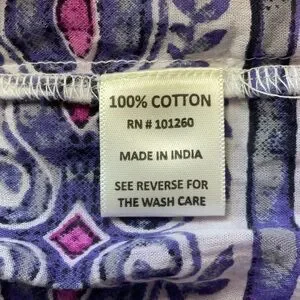 100% COTTON
RN # 101260
MADE IN INDIA
SEE REVERSE FOR
THE WASH CARE